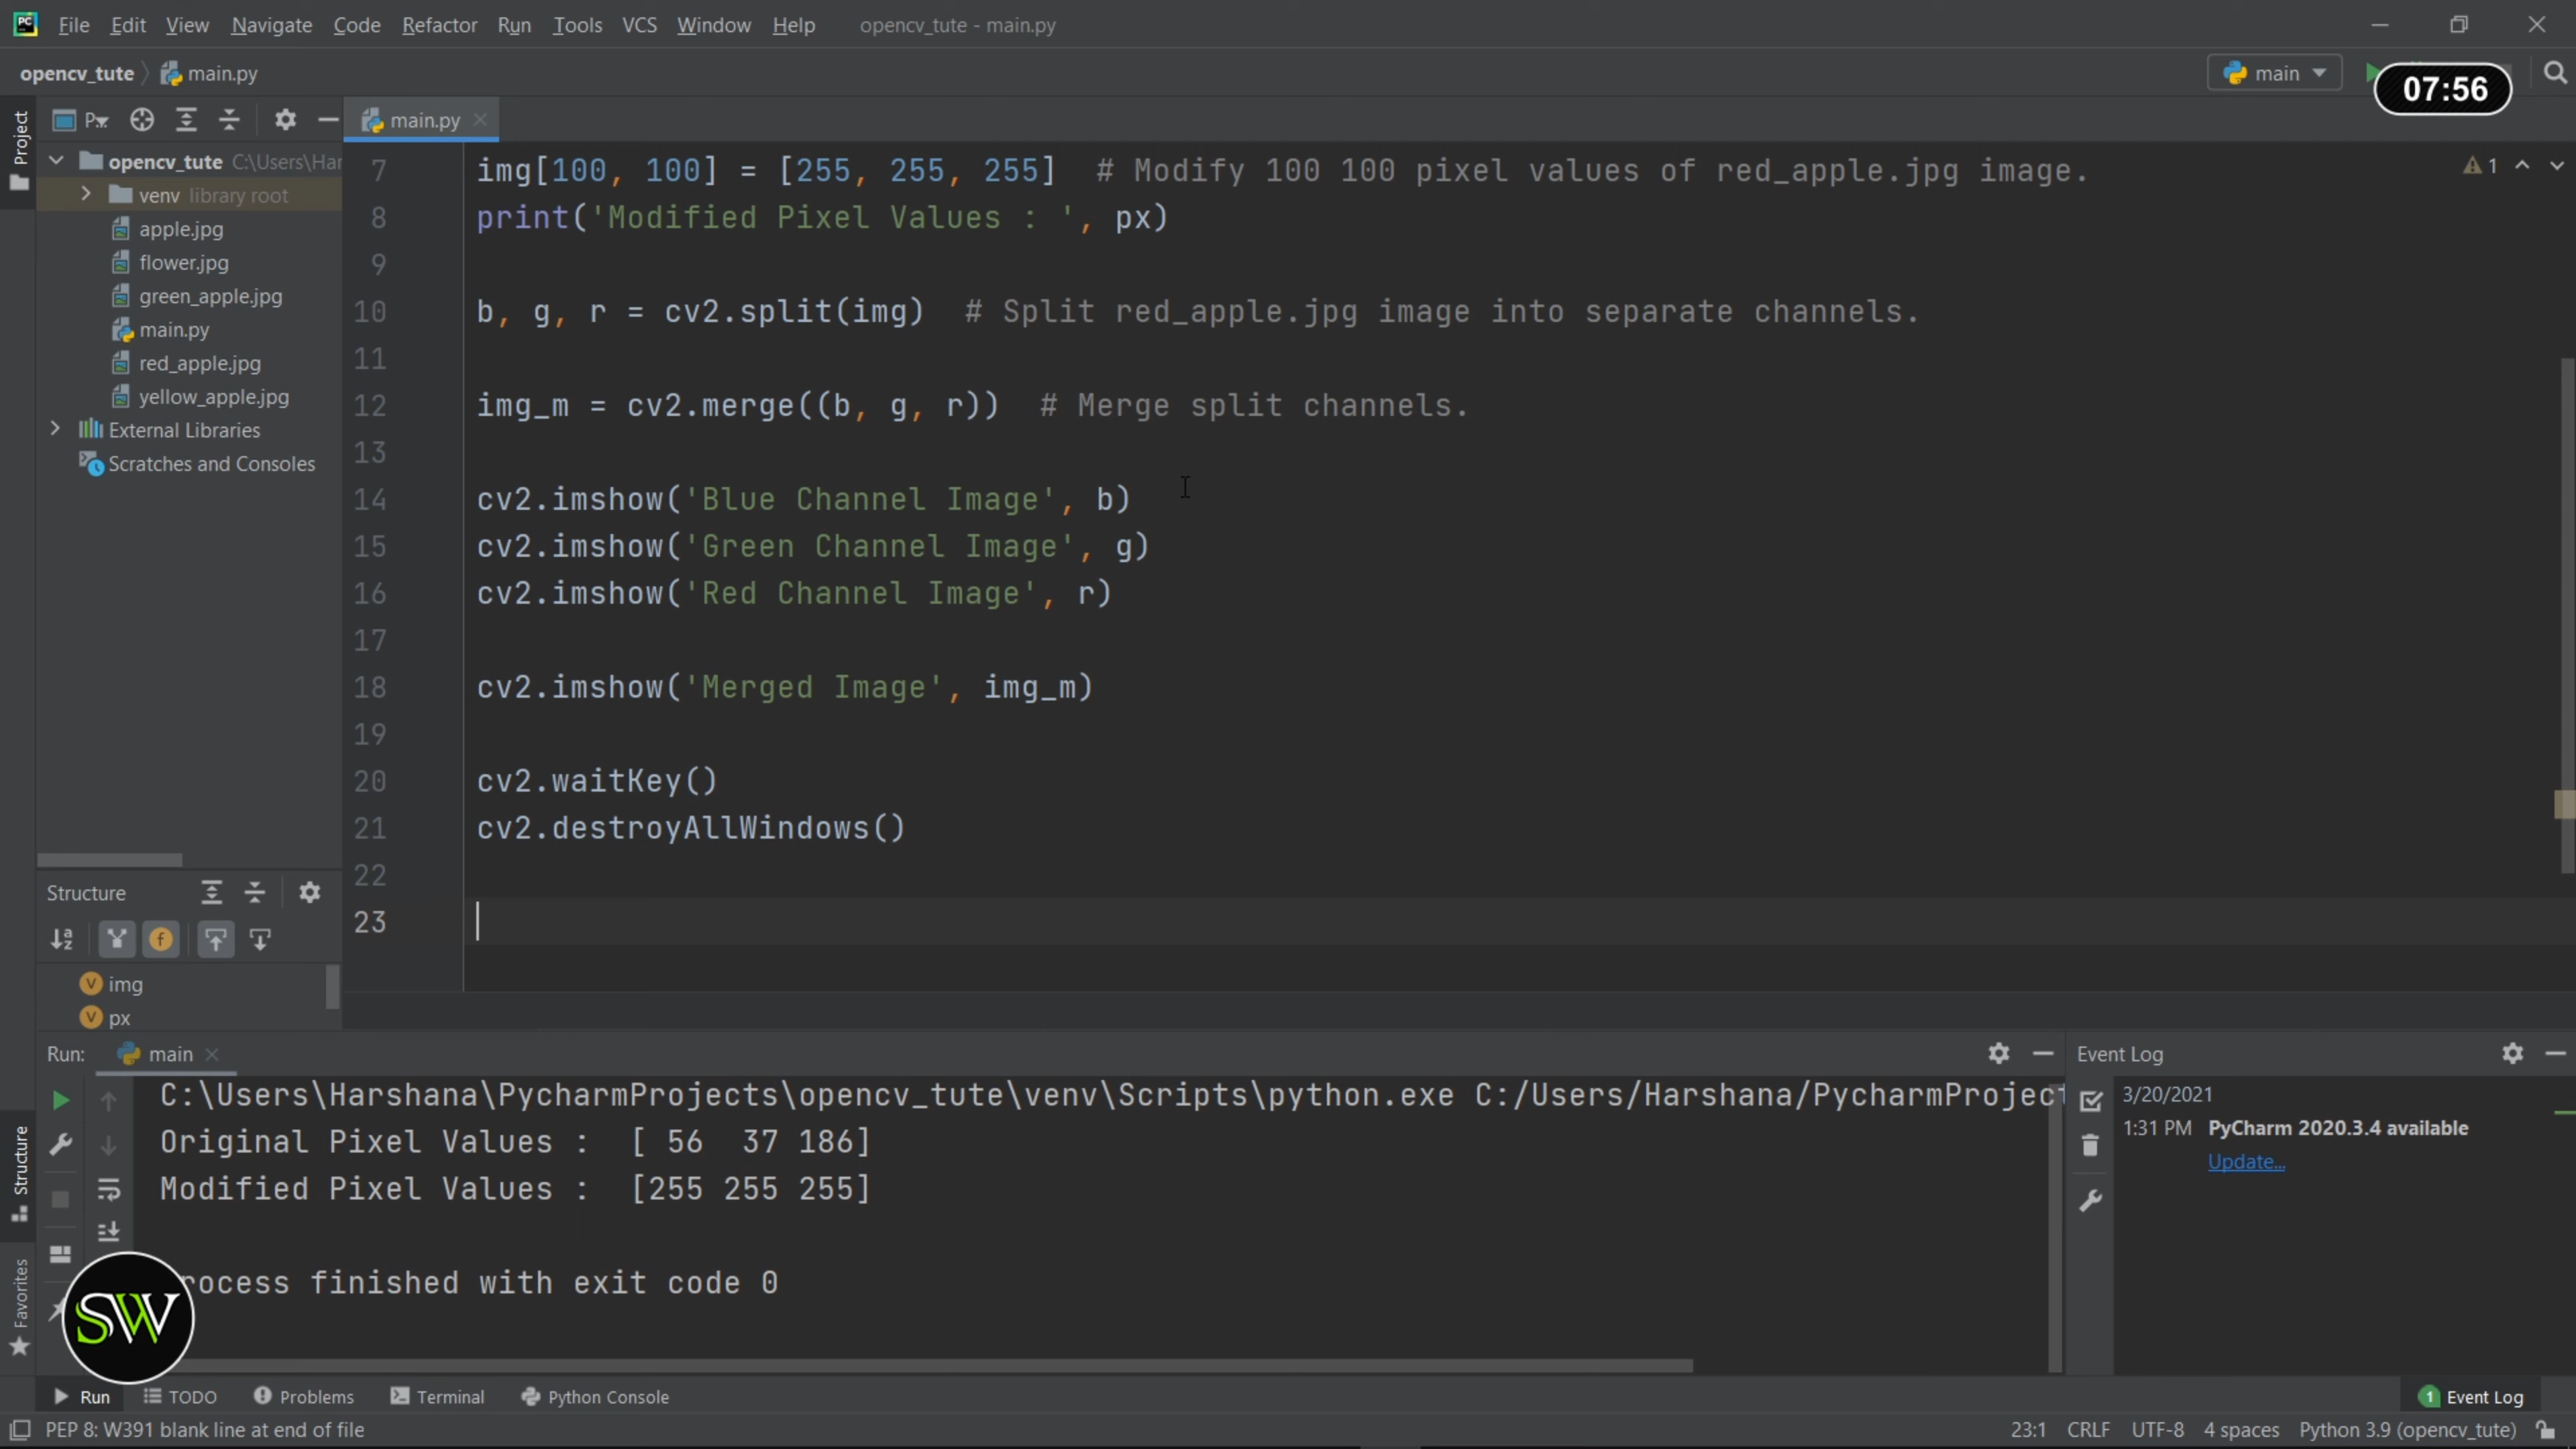 File Edit View Navigate Code Refactor Run Tools VCS Window Help opencv_tute - main.py
opencv_tute main.py main 07:56
Project P... main.py
opencv_tute C:\Users\Har
venv library root
apple.jpg
flower.jpg
green_apple.jpg
main.py
red_apple.jpg
yellow_apple.jpg
External Libraries
Scratches and Consoles
7 img[100, 100] = [255, 255, 255]  # Modify 100 100 pixel values of red_apple.jpg image. 1
8 print('Modified Pixel Values : ', px)
9
10 b, g, r = cv2.split(img)  # Split red_apple.jpg image into separate channels.
11
12 img_m = cv2.merge((b, g, r))  # Merge split channels.
13
14 cv2.imshow('Blue Channel Image', b)
15 cv2.imshow('Green Channel Image', g)
16 cv2.imshow('Red Channel Image', r)
17
18 cv2.imshow('Merged Image', img_m)
19
20 cv2.waitKey()
21 cv2.destroyAllWindows()
22
23
Structure
img
px
Run: main
C:\Users\Harshana\PycharmProjects\opencv_tute\venv\Scripts\python.exe C:/Users/Harshana/PycharmProject
Original Pixel Values :  [ 56  37 186]
Modified Pixel Values :  [255 255 255]
rocess finished with exit code 0
Event Log
3/20/2021
1:31 PM PyCharm 2020.3.4 available
Update...
Structure
Favorites
SW
Run TODO Problems Terminal Python Console 1 Event Log
PEP 8: W391 blank line at end of file 23:1 CRLF UTF-8 4 spaces Python 3.9 (opencv_tute)